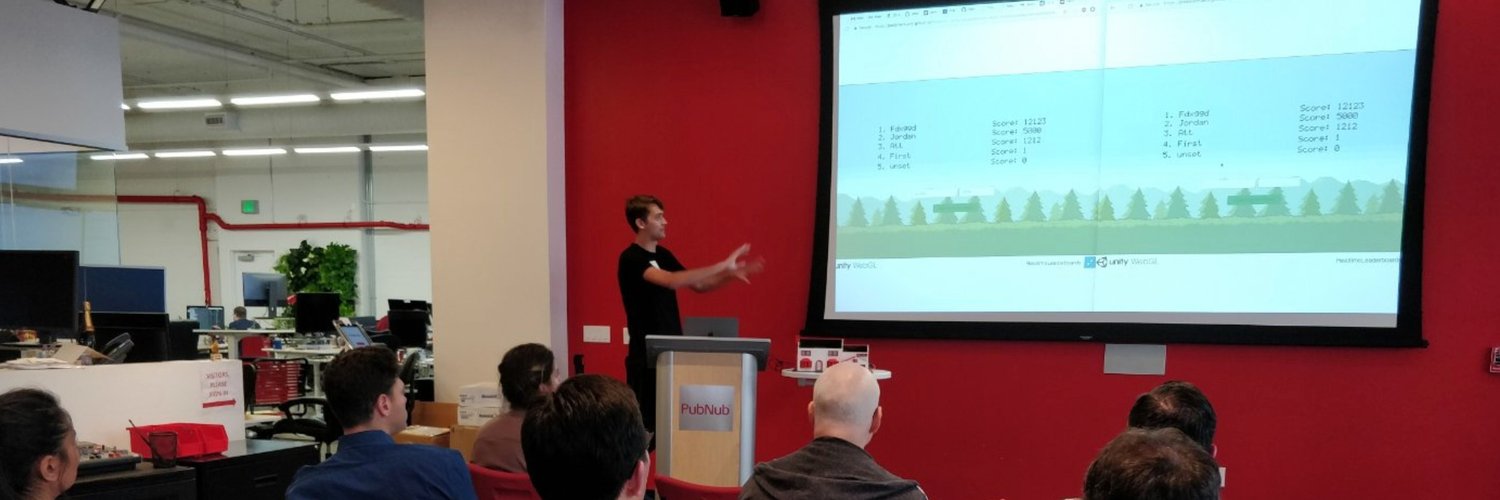 1. Fdxggd Score: 12123
2. Jordan Score: 5000
3. Alt Score: 1212
4. First Score: 1
5. unset Score: 0
1. Fdxggd Score: 12123
2. Jordan Score: 5000
3. Alt Score: 1212
4. First Score: 1
5. unset Score: 0
unity WebGL
unity WebGL
VISITORS,
PLEASE
SIGN-IN
PubNub